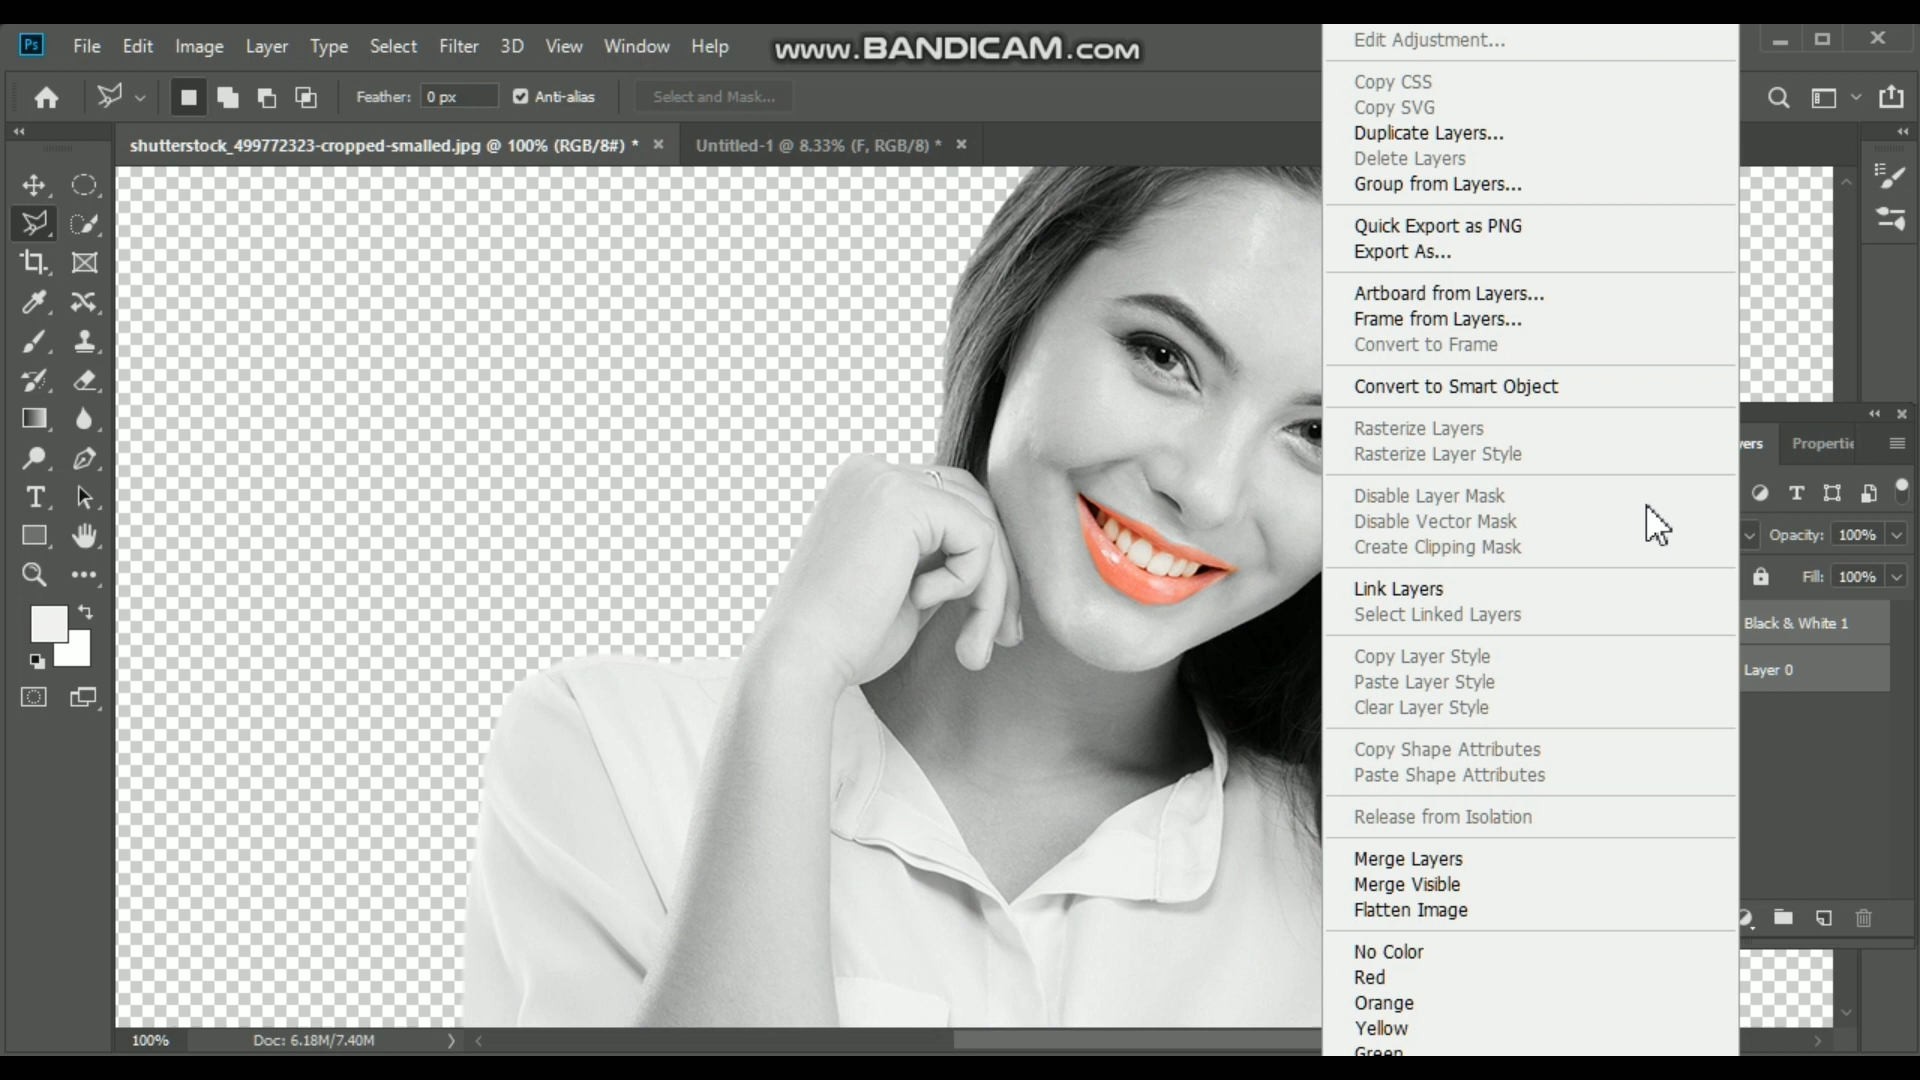 Ps File Edit Image Layer Type Select Filter 3D View Window Help
www.BANDICAM.com
Feather: 0 px Anti-alias Select and Mask...
shutterstock_499772323-cropped-smalled.jpg @ 100% (RGB/8#) *
Untitled-1 @ 8.33% (F, RGB/8) *
Edit Adjustment...
Copy CSS
Copy SVG
Duplicate Layers...
Delete Layers
Group from Layers...
Quick Export as PNG
Export As...
Artboard from Layers...
Frame from Layers...
Convert to Frame
Convert to Smart Object
Rasterize Layers
Rasterize Layer Style
Disable Layer Mask
Disable Vector Mask
Create Clipping Mask
Link Layers
Select Linked Layers
Copy Layer Style
Paste Layer Style
Clear Layer Style
Copy Shape Attributes
Paste Shape Attributes
Release from Isolation
Merge Layers
Merge Visible
Flatten Image
No Color
Red
Orange
Yellow
Green
yers Propertie
Opacity: 100%
Fill: 100%
Black & White 1
Layer 0
100% Doc: 6.18M/7.40M